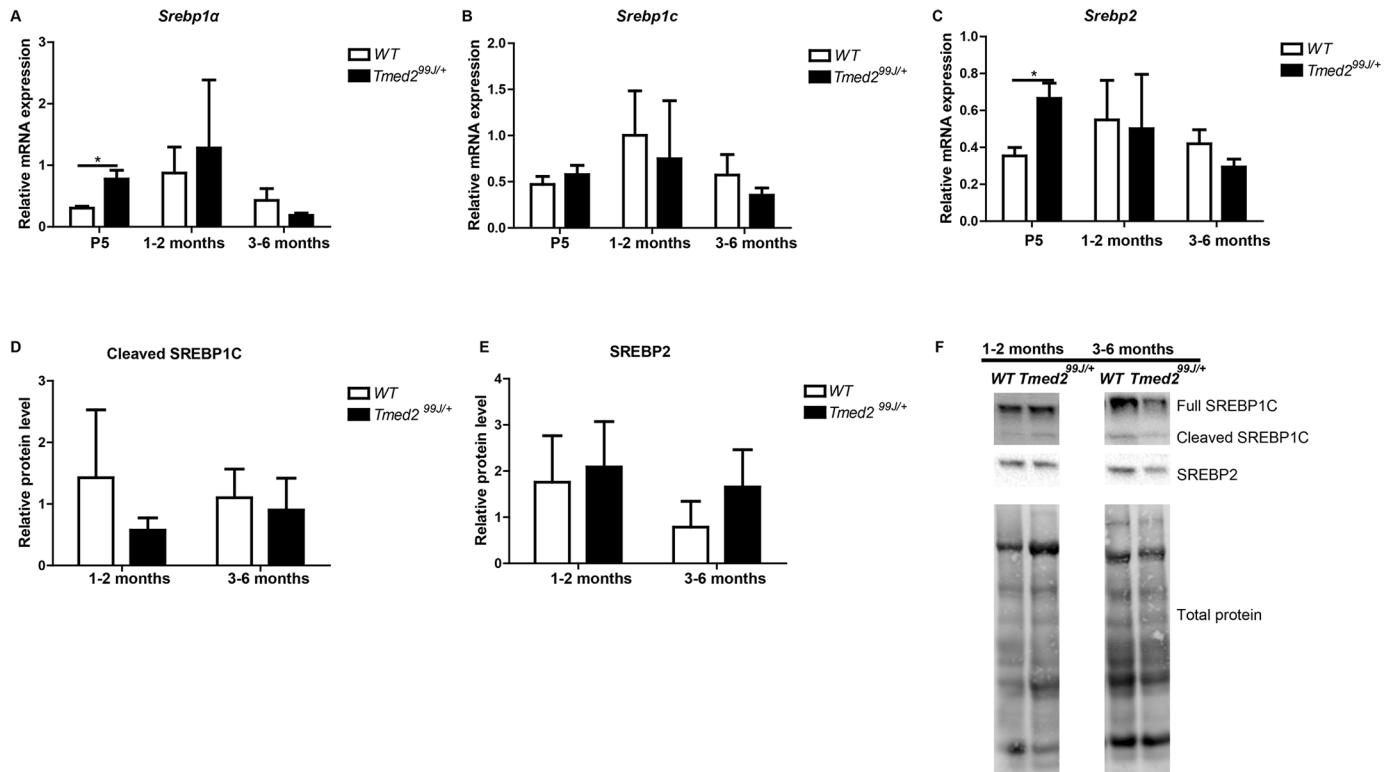 A
Srebp1α
Relative mRNA expression
3
2
1
0
*
P5
1-2 months
3-6 months
WT
Tmed2 99J/+
B
Srebp1c
Relative mRNA expression
2.0
1.5
1.0
0.5
0.0
P5
1-2 months
3-6 months
WT
Tmed2 99J/+
C
Srebp2
Relative mRNA expression
1.0
0.8
0.6
0.4
0.2
0.0
*
P5
1-2 months
3-6 months
WT
Tmed2 99J/+
D
Cleaved SREBP1C
Relative protein level
3
2
1
0
1-2 months
3-6 months
WT
Tmed2 99J/+
E
SREBP2
Relative protein level
4
3
2
1
0
1-2 months
3-6 months
WT
Tmed2 99J/+
F
1-2 months 3-6 months
WT Tmed2 99J/+ WT Tmed2 99J/+
Full SREBP1C
Cleaved SREBP1C
SREBP2
Total protein